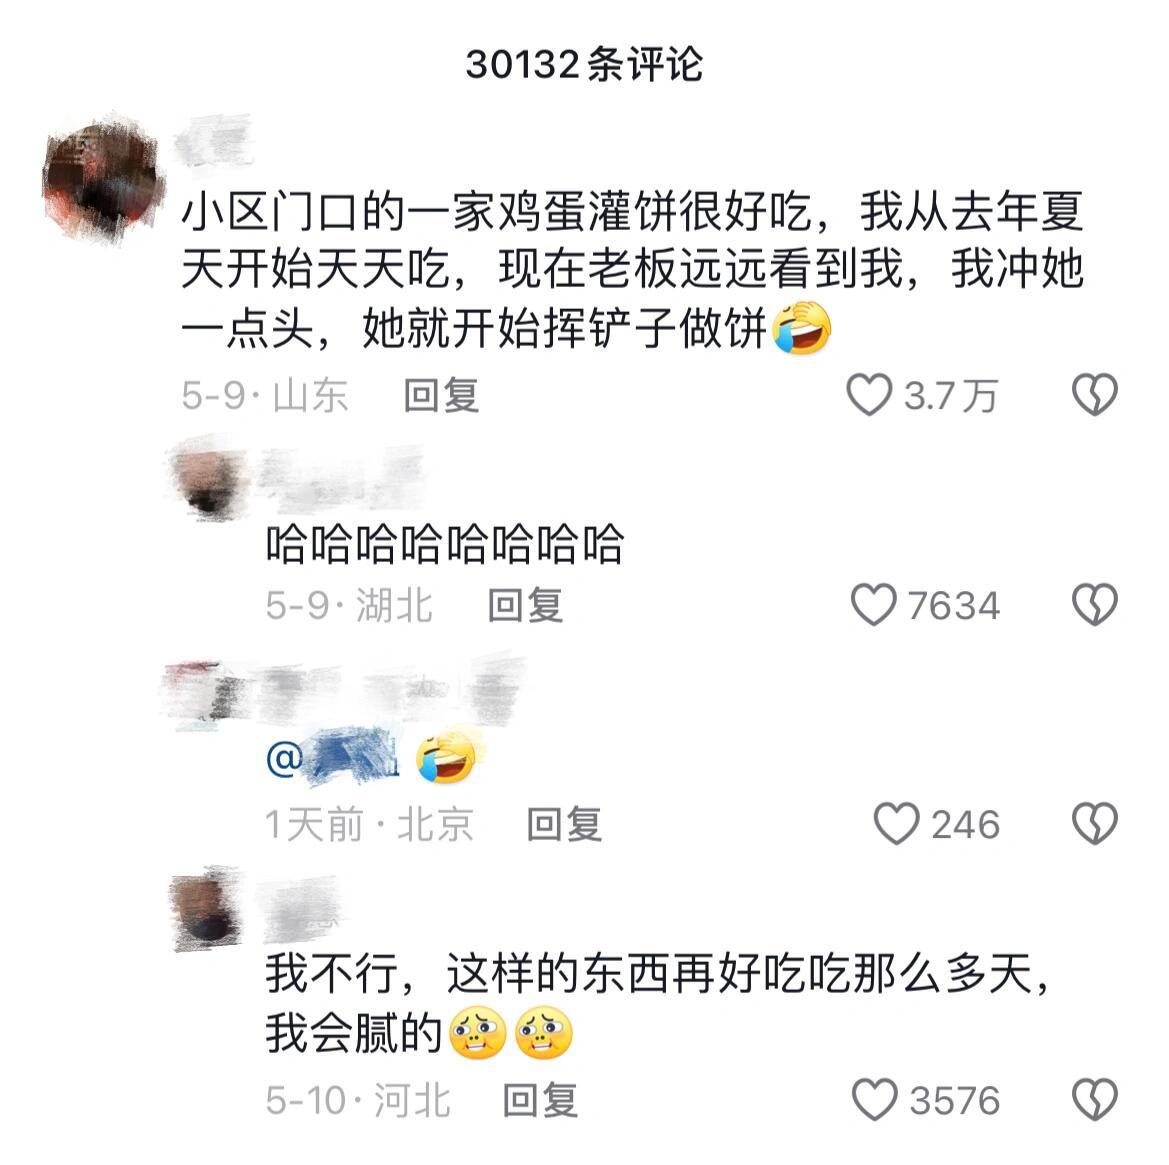 30132条评论
小区门口的一家鸡蛋灌饼很好吃，我从去年夏
天开始天天吃，现在老板远远看到我，我冲她
一点头，她就开始挥铲子做饼🤣
5-9·山东 回复 3.7万
哈哈哈哈哈哈哈哈
5-9·湖北 回复 7634
@
1天前·北京 回复 246
我不行，这样的东西再好吃吃那么多天，
我会腻的
5-10·河北 回复 3576